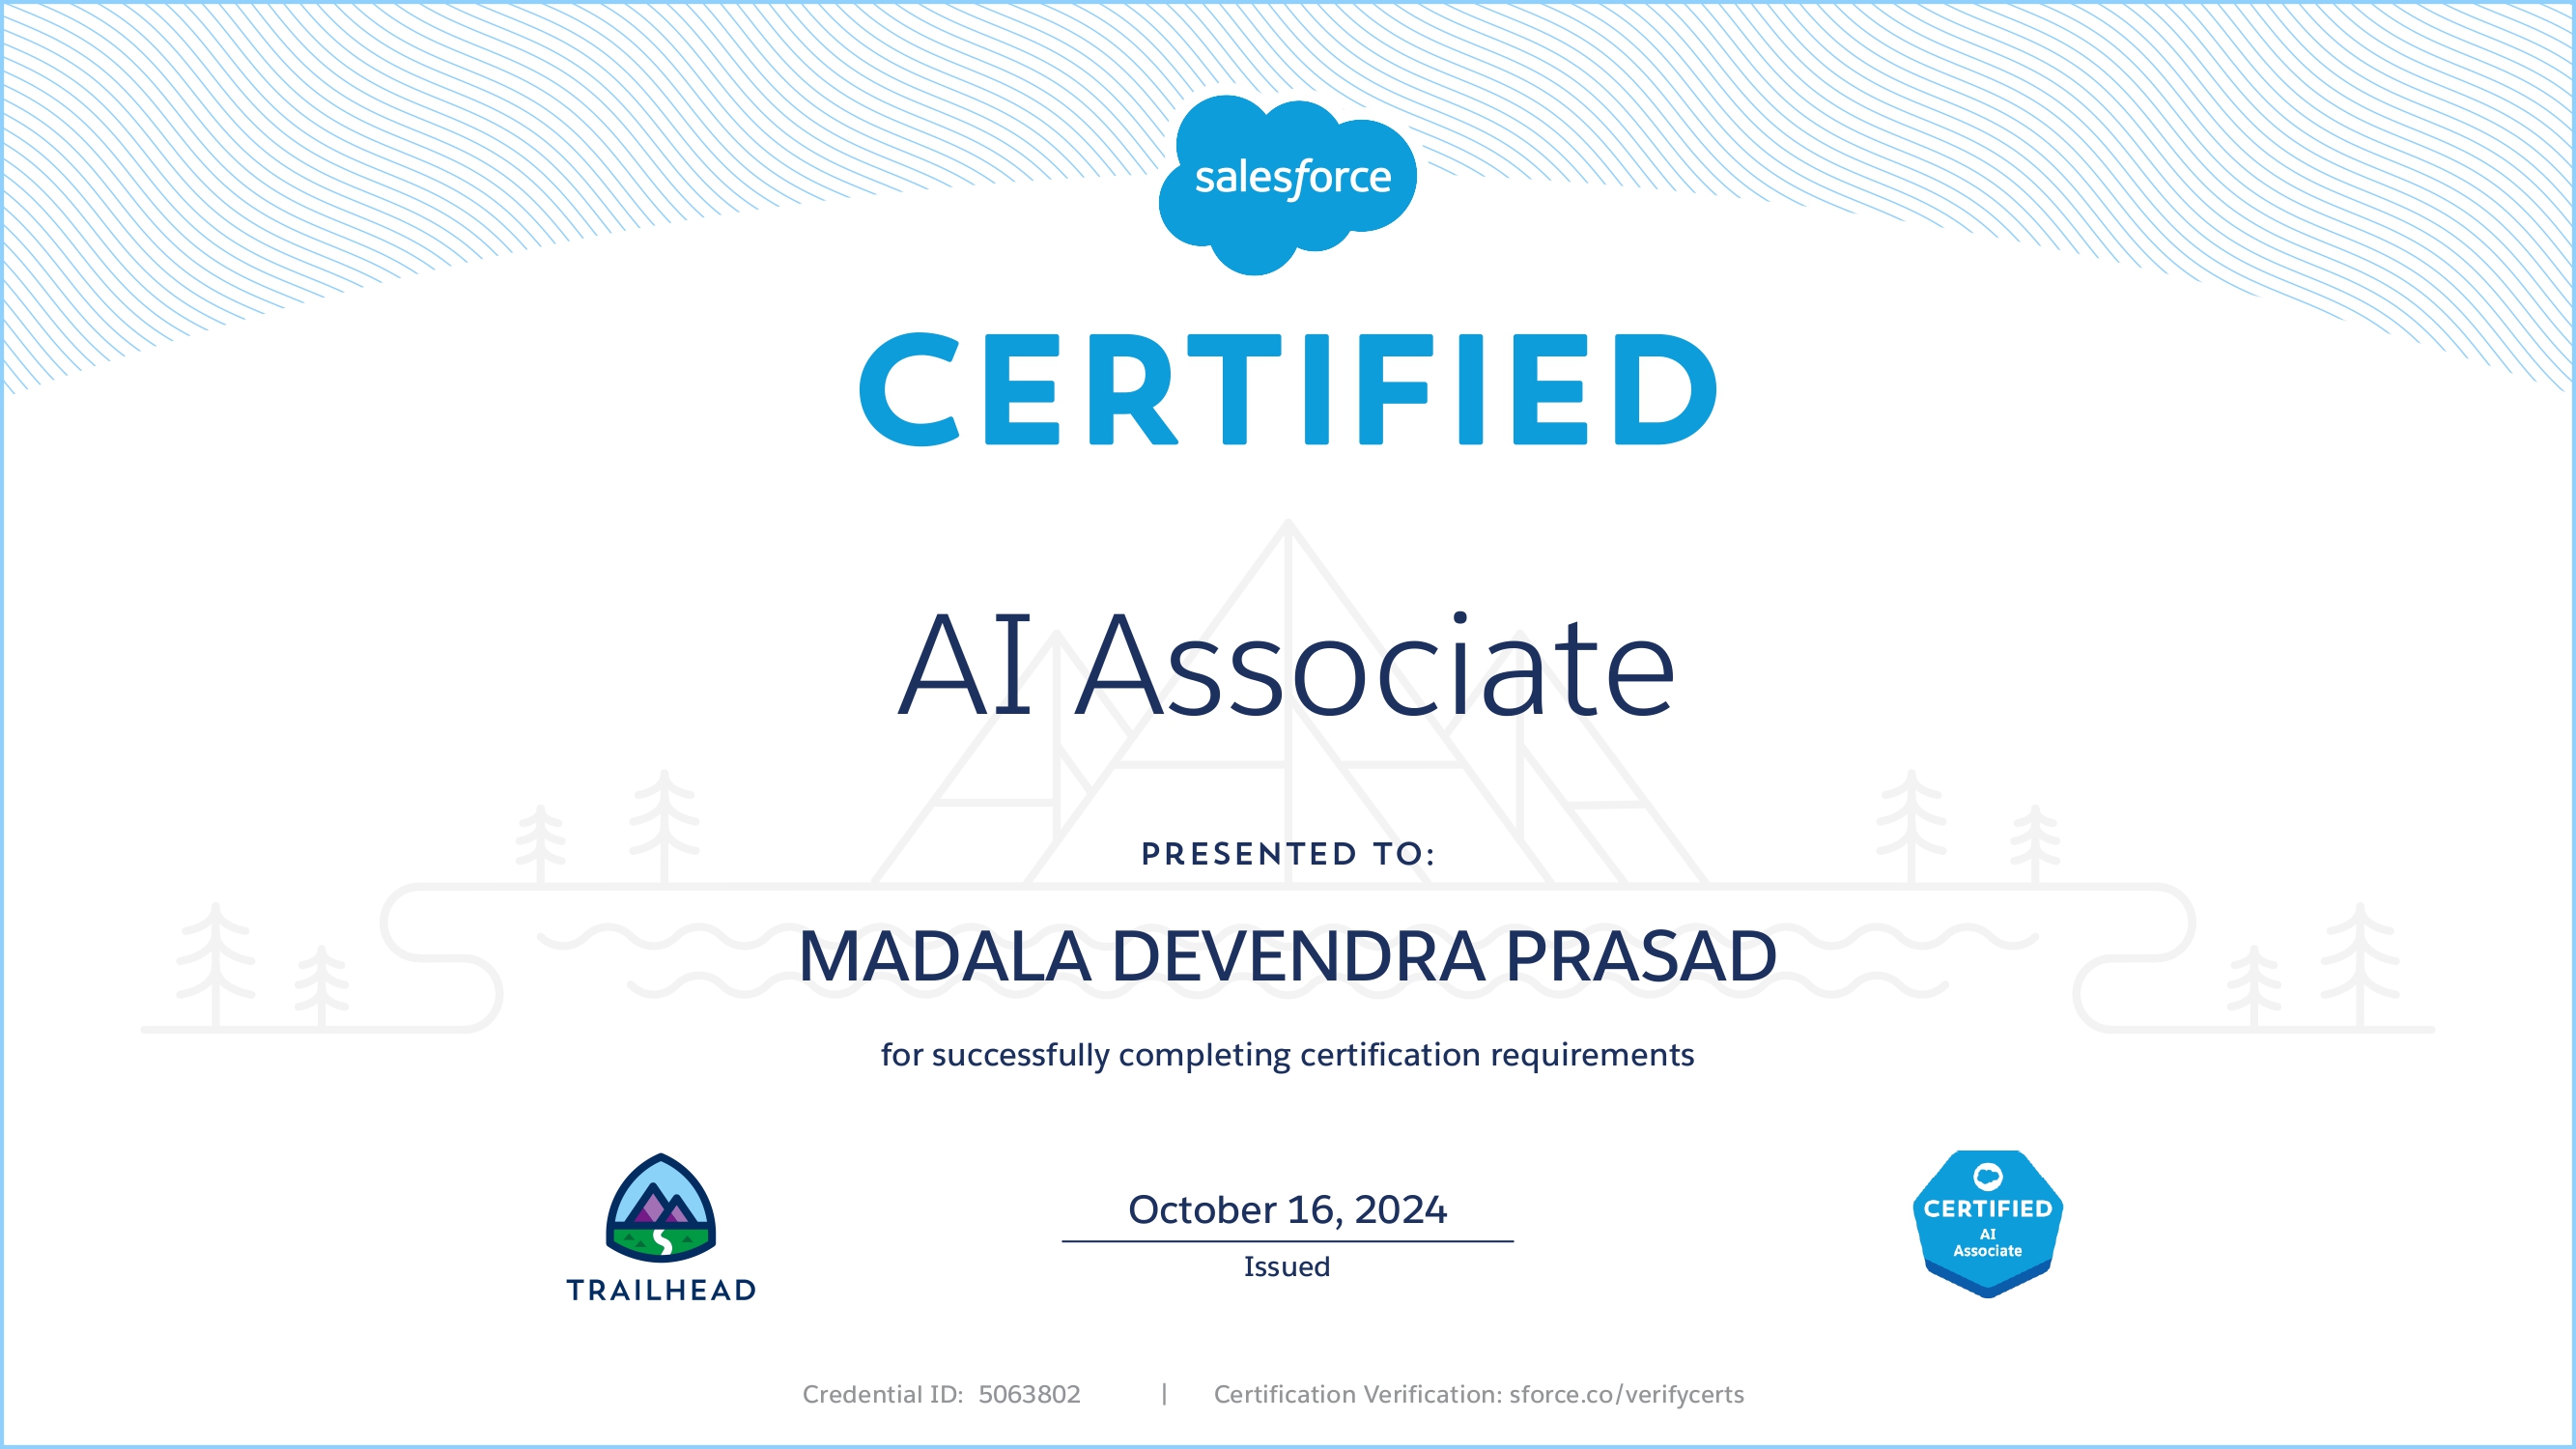 salesforce
CERTIFIED
AI Associate
PRESENTED TO:
MADALA DEVENDRA PRASAD
for successfully completing certification requirements
TRAILHEAD
October 16, 2024
Issued
CERTIFIED
AI
Associate
Credential ID: 5063802 | Certification Verification: sforce.co/verifycerts